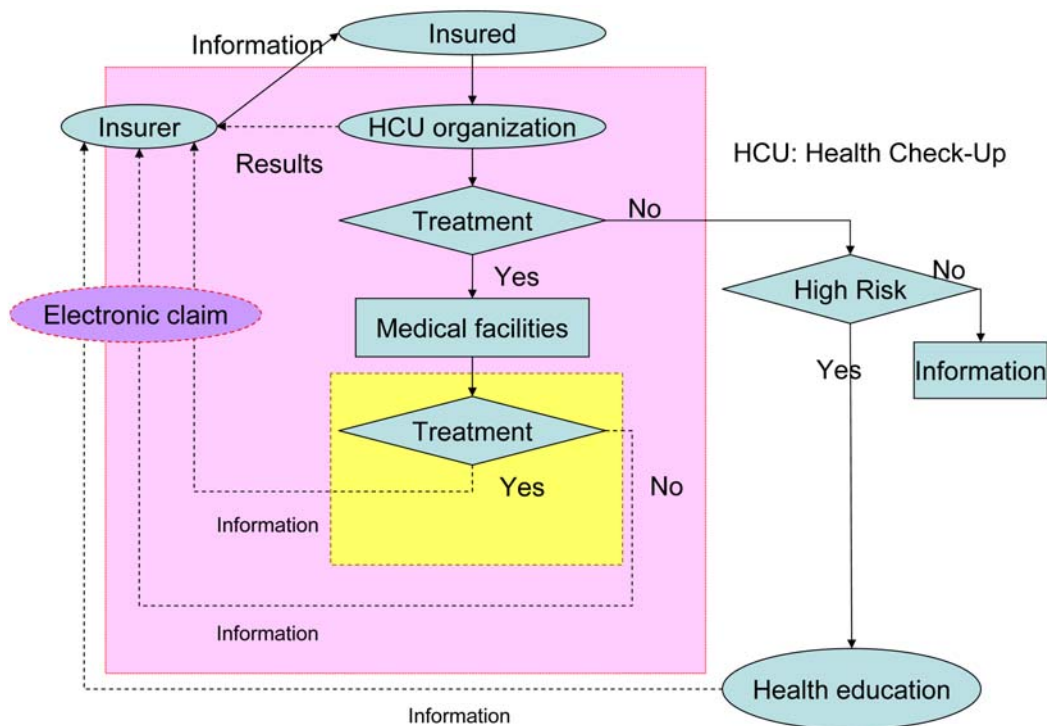 Information
Insured
Insurer
HCU organization
Results
HCU: Health Check-Up
Treatment
No
Yes
High Risk
No
Electronic claim
Medical facilities
Yes
Information
Treatment
Yes
No
Information
Information
Health education
Information